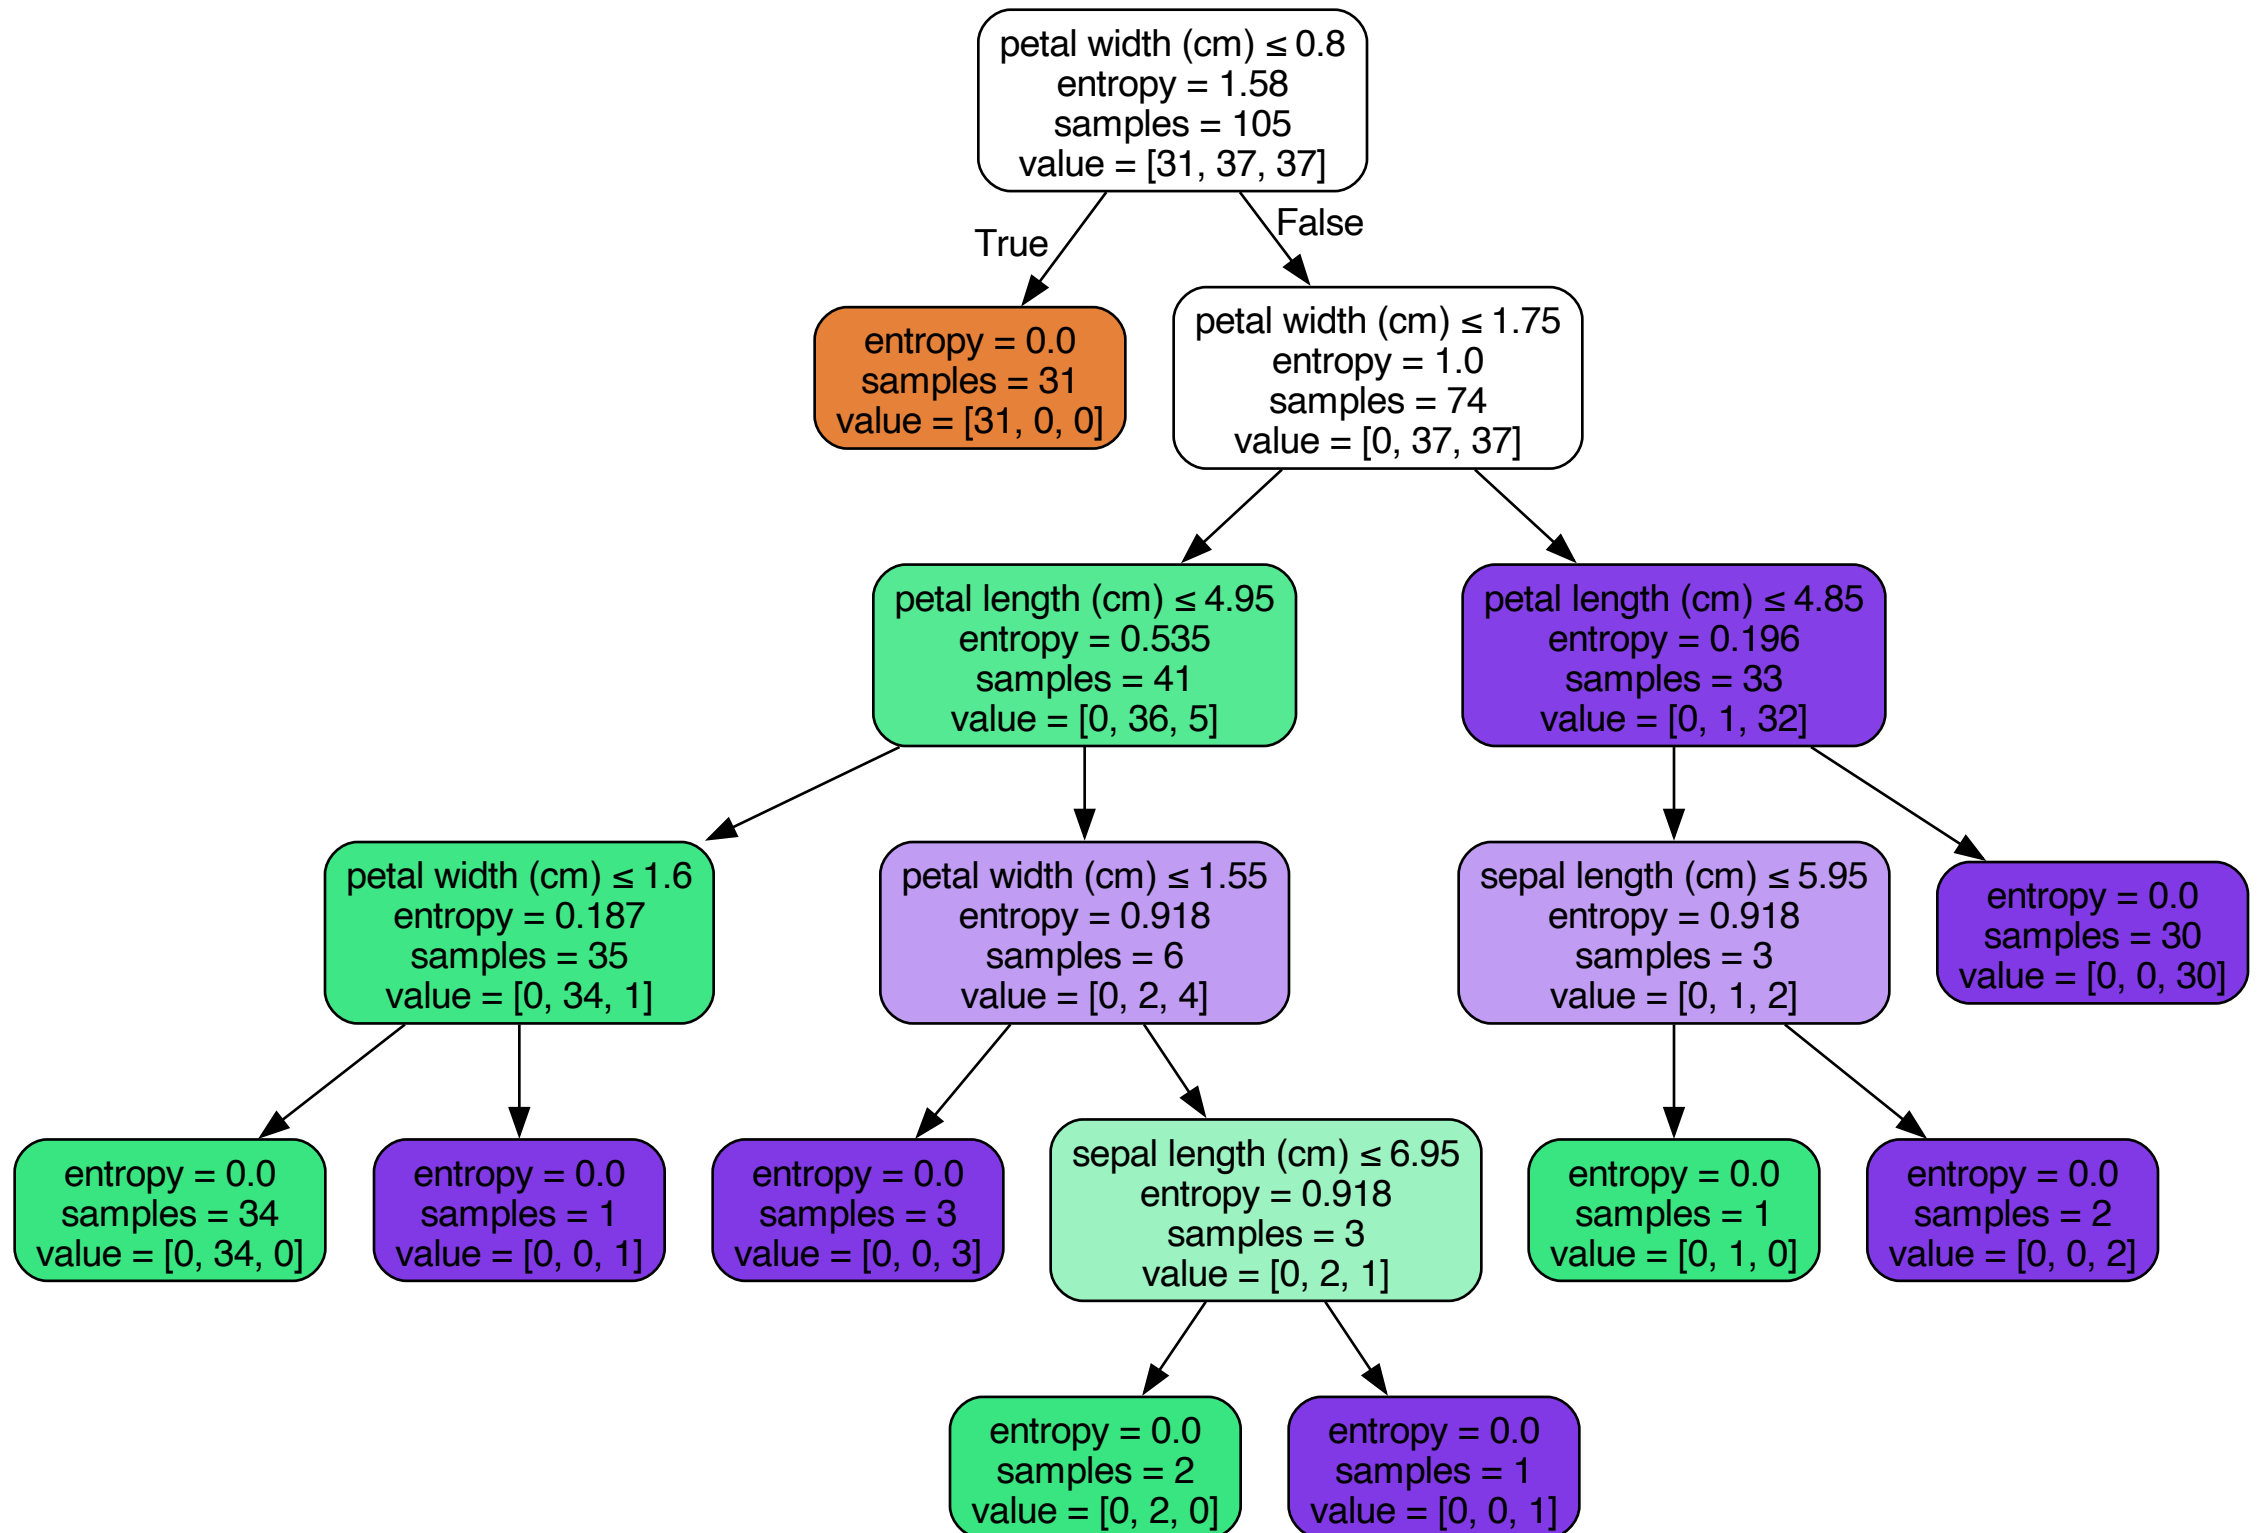 petal width (cm) ≤ 0.8
entropy = 1.58
samples = 105
value = [31, 37, 37]
True
False
entropy = 0.0
samples = 31
value = [31, 0, 0]
petal width (cm) ≤ 1.75
entropy = 1.0
samples = 74
value = [0, 37, 37]
petal length (cm) ≤ 4.95
entropy = 0.535
samples = 41
value = [0, 36, 5]
petal length (cm) ≤ 4.85
entropy = 0.196
samples = 33
value = [0, 1, 32]
petal width (cm) ≤ 1.6
entropy = 0.187
samples = 35
value = [0, 34, 1]
petal width (cm) ≤ 1.55
entropy = 0.918
samples = 6
value = [0, 2, 4]
sepal length (cm) ≤ 5.95
entropy = 0.918
samples = 3
value = [0, 1, 2]
entropy = 0.0
samples = 30
value = [0, 0, 30]
entropy = 0.0
samples = 34
value = [0, 34, 0]
entropy = 0.0
samples = 1
value = [0, 0, 1]
entropy = 0.0
samples = 3
value = [0, 0, 3]
sepal length (cm) ≤ 6.95
entropy = 0.918
samples = 3
value = [0, 2, 1]
entropy = 0.0
samples = 1
value = [0, 1, 0]
entropy = 0.0
samples = 2
value = [0, 0, 2]
entropy = 0.0
samples = 2
value = [0, 2, 0]
entropy = 0.0
samples = 1
value = [0, 0, 1]